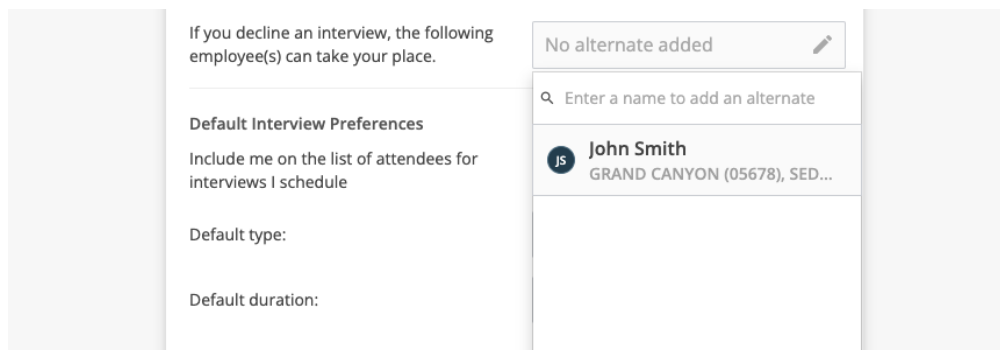 If you decline an interview, the following
employee(s) can take your place.
No alternate added
Enter a name to add an alternate
JS
John Smith
GRAND CANYON (05678), SED...
Default Interview Preferences
Include me on the list of attendees for
interviews I schedule
Default type:
Default duration: